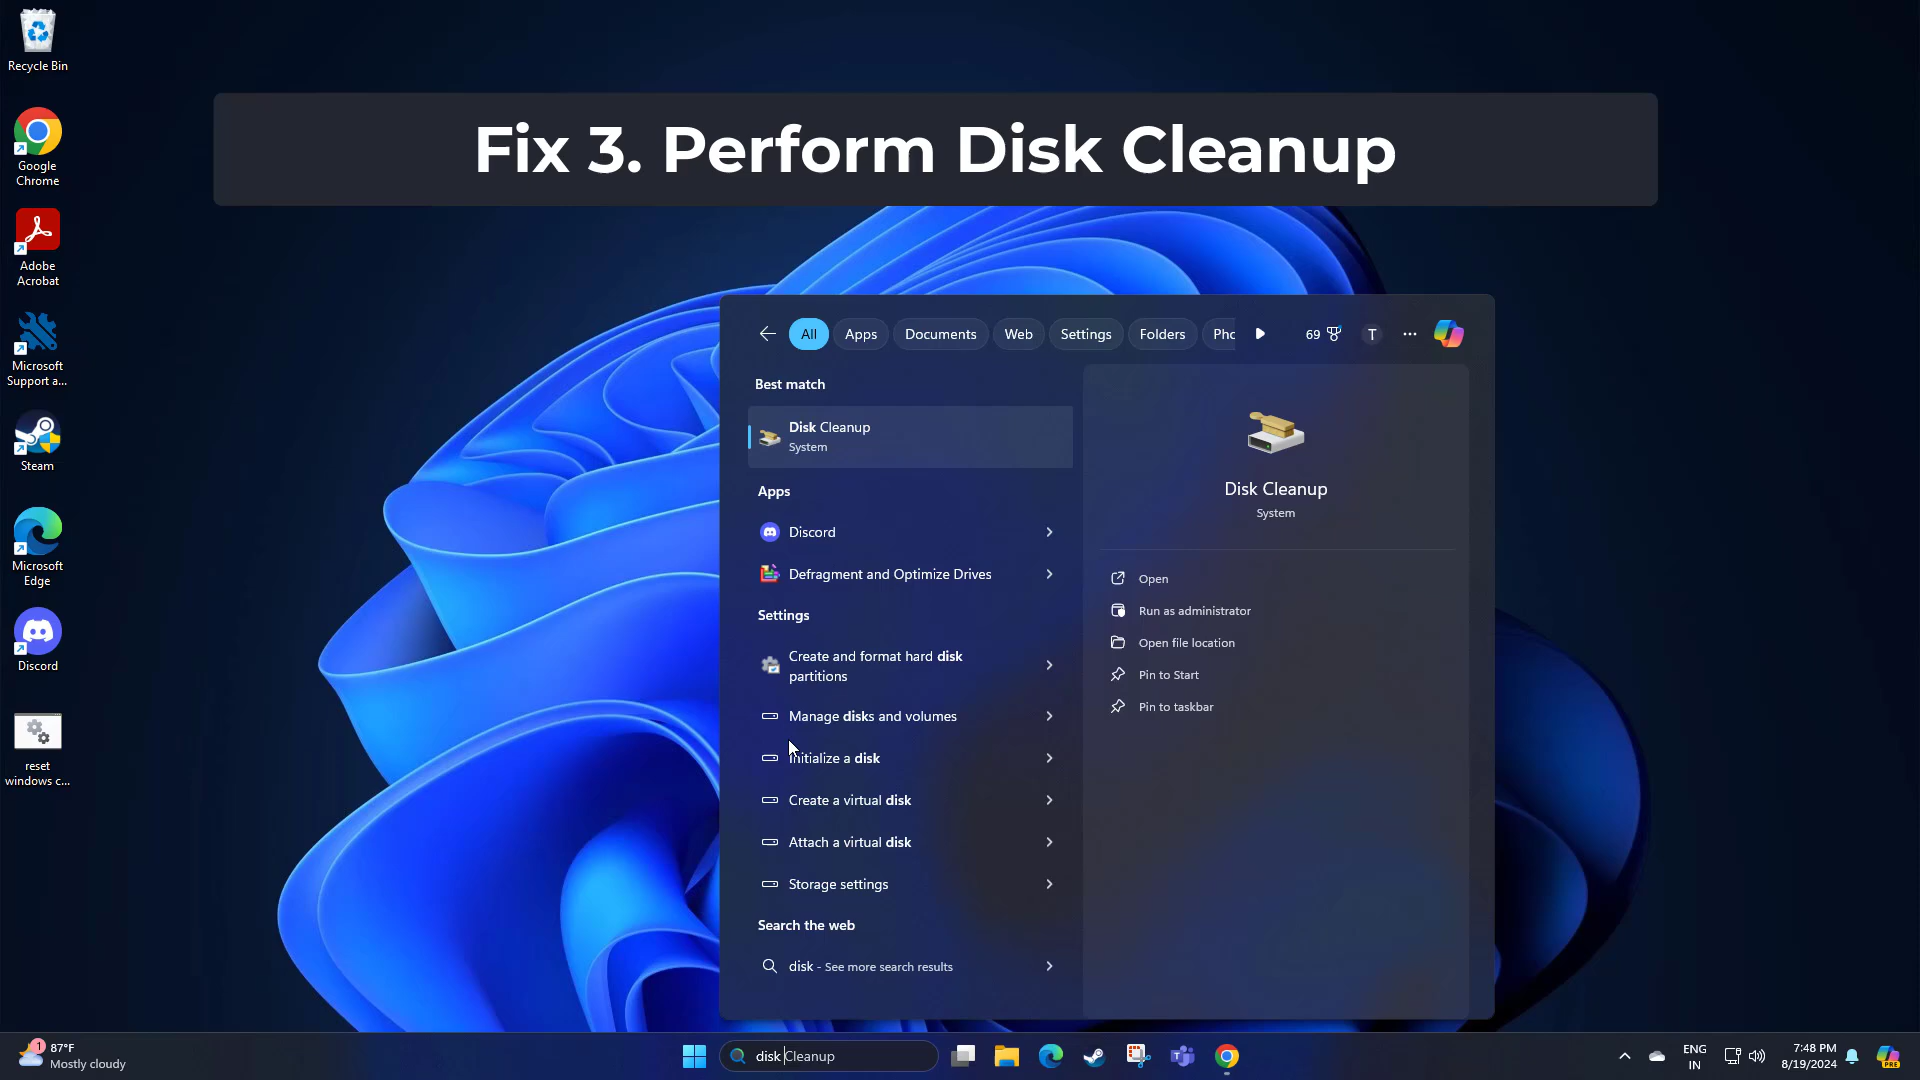 Recycle Bin
Google
Chrome
Adobe
Acrobat
Microsoft
Support a...
Steam
Microsoft
Edge
Discord
reset
windows c...
Fix 3. Perform Disk Cleanup
All
Apps
Documents
Web
Settings
Folders
Pho
69
T
Best match
Disk Cleanup
System
Apps
Discord
Defragment and Optimize Drives
Settings
Create and format hard disk
partitions
Manage disks and volumes
Initialize a disk
Create a virtual disk
Attach a virtual disk
Storage settings
Search the web
disk - See more search results
Disk Cleanup
System
Open
Run as administrator
Open file location
Pin to Start
Pin to taskbar
1
87°F
Mostly cloudy
disk Cleanup
ENG
IN
7:48 PM
8/19/2024
PRE